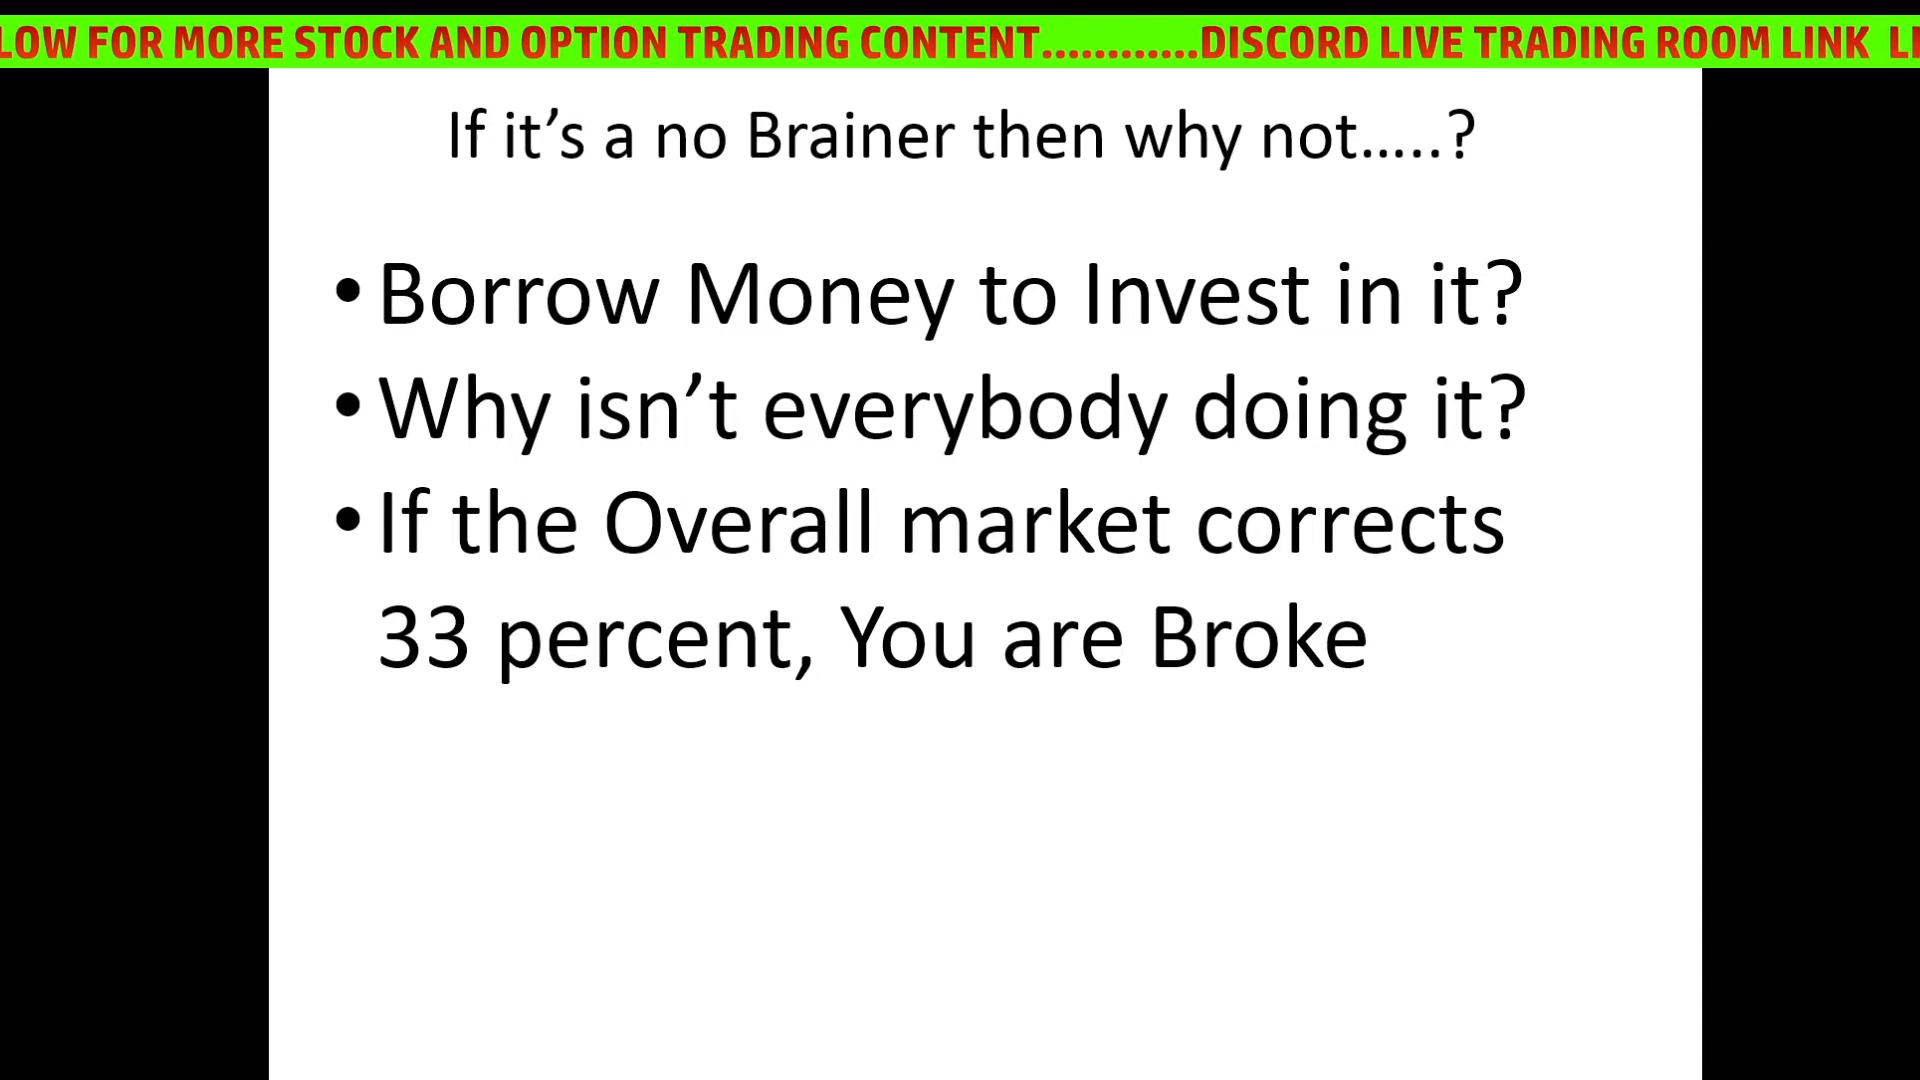 FOR MORE STOCK AND OPTION TRADING CONTENT............DISCORD LIVE TRADING ROOM LINK
If it’s a no Brainer then why not…..?
• Borrow Money to Invest in it?
• Why isn’t everybody doing it?
• If the Overall market corrects
33 percent, You are Broke